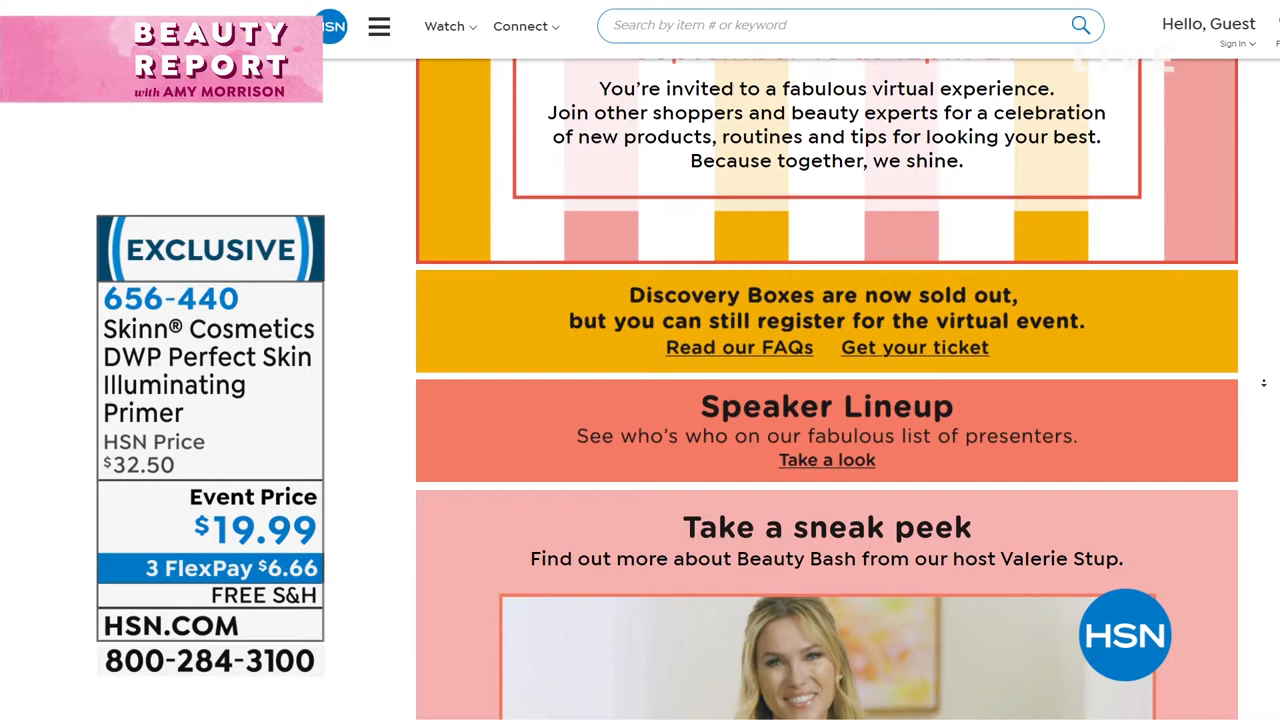 BEAUTY
REPORT
with AMY MORRISON
HSN
Watch
Connect
Search by item # or keyword
Hello, Guest
Sign In
LIVE
You're invited to a fabulous virtual experience.
Join other shoppers and beauty experts for a celebration
of new products, routines and tips for looking your best.
Because together, we shine.
EXCLUSIVE
656-440
Skinn® Cosmetics
DWP Perfect Skin
Illuminating
Primer
HSN Price
$32.50
Event Price
$19.99
3 FlexPay $6.66
FREE S&H
HSN.COM
800-284-3100
Discovery Boxes are now sold out,
but you can still register for the virtual event.
Read our FAQs Get your ticket
Speaker Lineup
See who's who on our fabulous list of presenters.
Take a look
Take a sneak peek
Find out more about Beauty Bash from our host Valerie Stup.
HSN